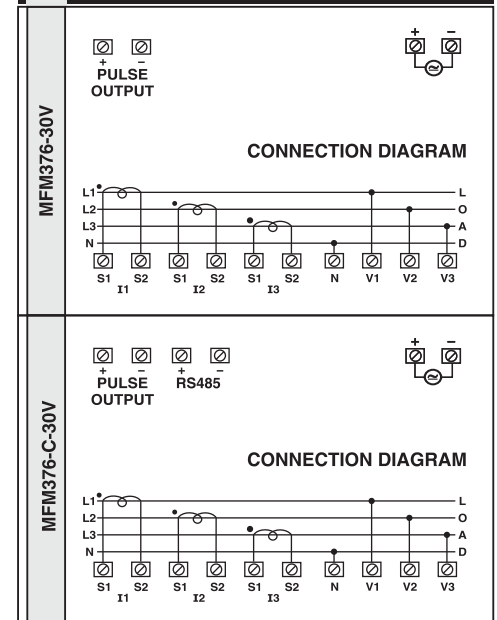 MFM376-30V
+ − + −
PULSE
OUTPUT
CONNECTION DIAGRAM
L1 L
L2 O
L3 A
N D
S1 S2 S1 S2 S1 S2 N V1 V2 V3
I1 I2 I3
MFM376-C-30V
+ − + − + −
PULSE RS485
OUTPUT
CONNECTION DIAGRAM
L1 L
L2 O
L3 A
N D
S1 S2 S1 S2 S1 S2 N V1 V2 V3
I1 I2 I3